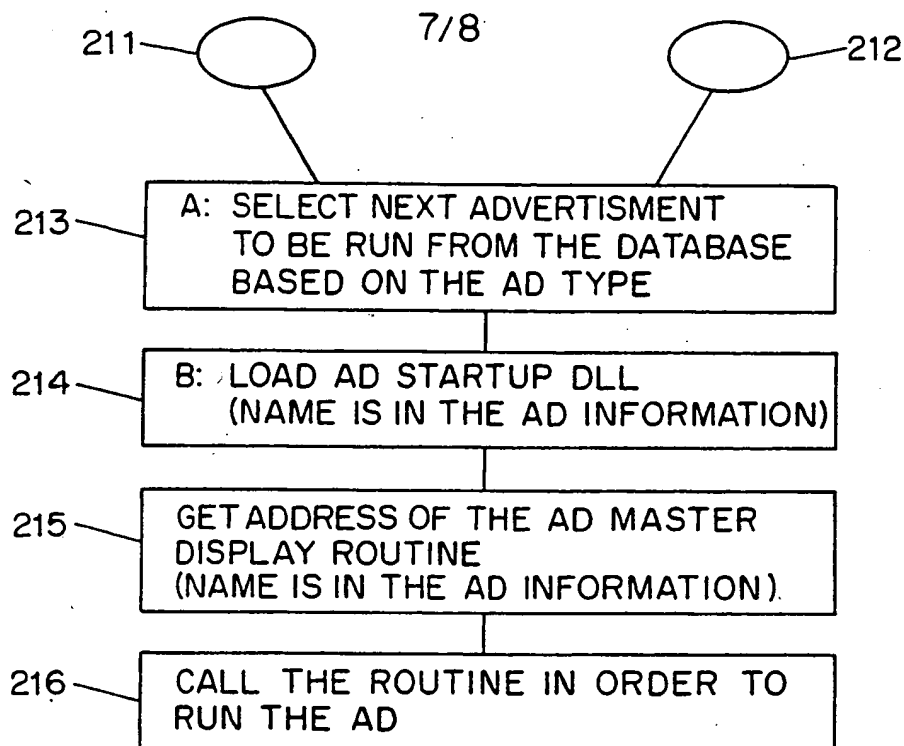 7/8
211
212
213
A: SELECT NEXT ADVERTISMENT
TO BE RUN FROM THE DATABASE
BASED ON THE AD TYPE
214
B: LOAD AD STARTUP DLL
(NAME IS IN THE AD INFORMATION)
215
GET ADDRESS OF THE AD MASTER
DISPLAY ROUTINE
(NAME IS IN THE AD INFORMATION).
216
CALL THE ROUTINE IN ORDER TO
RUN THE AD